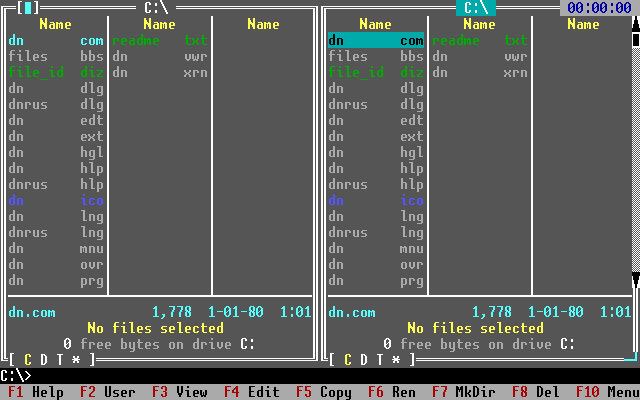 [▮] C:\ C:\ 00:00:00
Name Name Name Name Name Name
dn com readme txt dn com readme txt
files bbs dn vwr files bbs dn vwr
file_id diz dn xrn file_id diz dn xrn
dn dlg dn dlg
dnrus dlg dnrus dlg
dn edt dn edt
dn ext dn ext
dn hgl dn hgl
dn hlp dn hlp
dnrus hlp dnrus hlp
dn ico dn ico
dn lng dn lng
dnrus lng dnrus lng
dn mnu dn mnu
dn ovr dn ovr
dn prg dn prg
dn.com 1,778 1-01-80 1:01 dn.com 1,778 1-01-80 1:01
No files selected No files selected
0 free bytes on drive C: 0 free bytes on drive C:
[ C D T * ] [ C D T * ]
C:\>
F1 Help F2 User F3 View F4 Edit F5 Copy F6 Ren F7 MkDir F8 Del F10 Menu